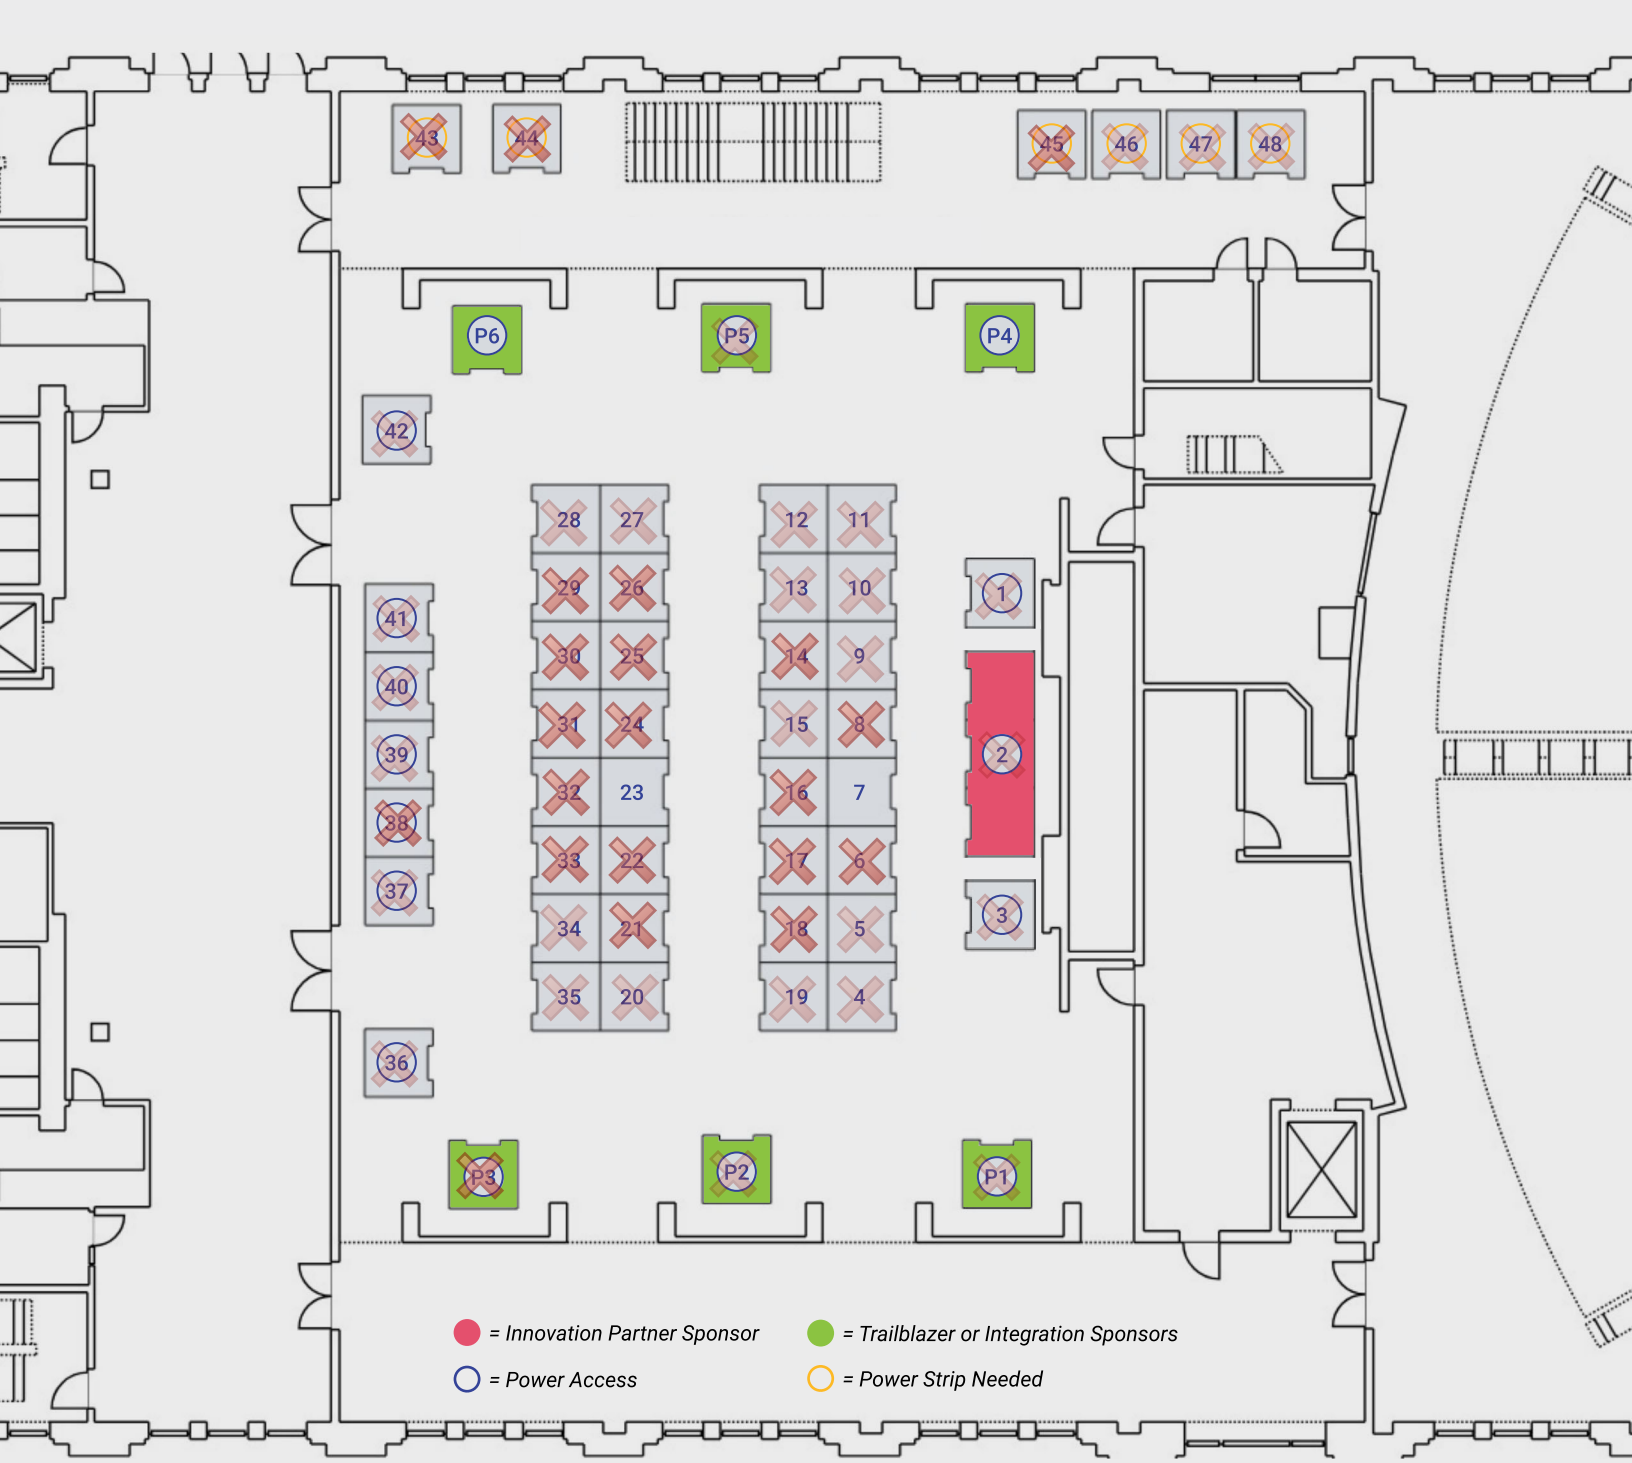 43 44 45 46 47 48
P6 P5 P4
42
28 27 12 11
29 26 13 10 1
41 30 25 14 9
40 31 24 15 8
39 2
32 23 16 7
38 33 22 17 6
37 34 21 18 5 3
35 20 19 4
36
P3 P2 P1
= Innovation Partner Sponsor = Trailblazer or Integration Sponsors
= Power Access = Power Strip Needed